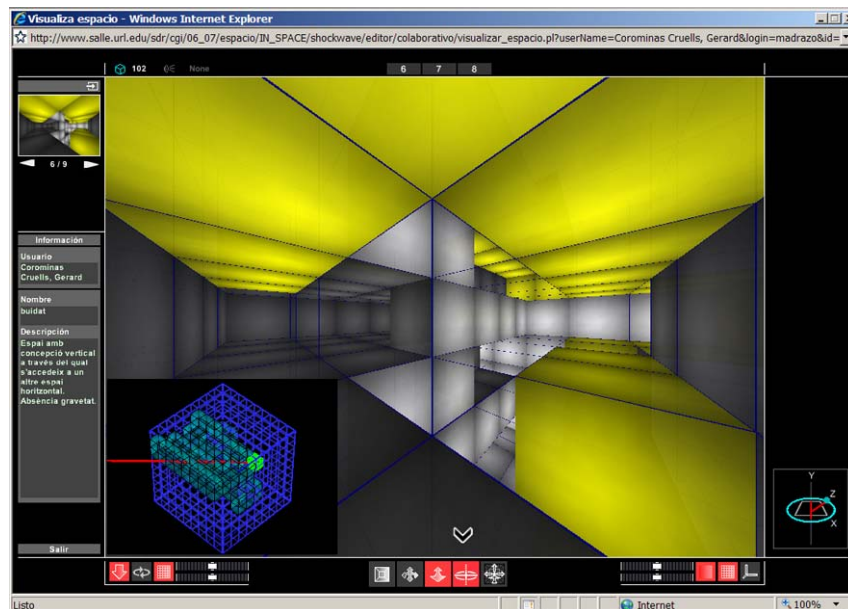 Visualiza espacio - Windows Internet Explorer
http://www.salle.url.edu/sdr/cgi/06_07/espacio/IN_SPACE/shockwave/editor/colaborativo/visualizar_espacio.pl?userName=Corominas Cruells, Gerard&login=madrazo&id=
102 None 6 7 8
6 / 9
Información
Usuario
Corominas
Cruells, Gerard
Nombre
buidat
Descripción
Espai amb
concepció vertical
a través del qual
s'accedeix a un
altre espai
horitzontal.
Absència gravetat.
Y
Z
X
Salir
Listo
Internet
100%